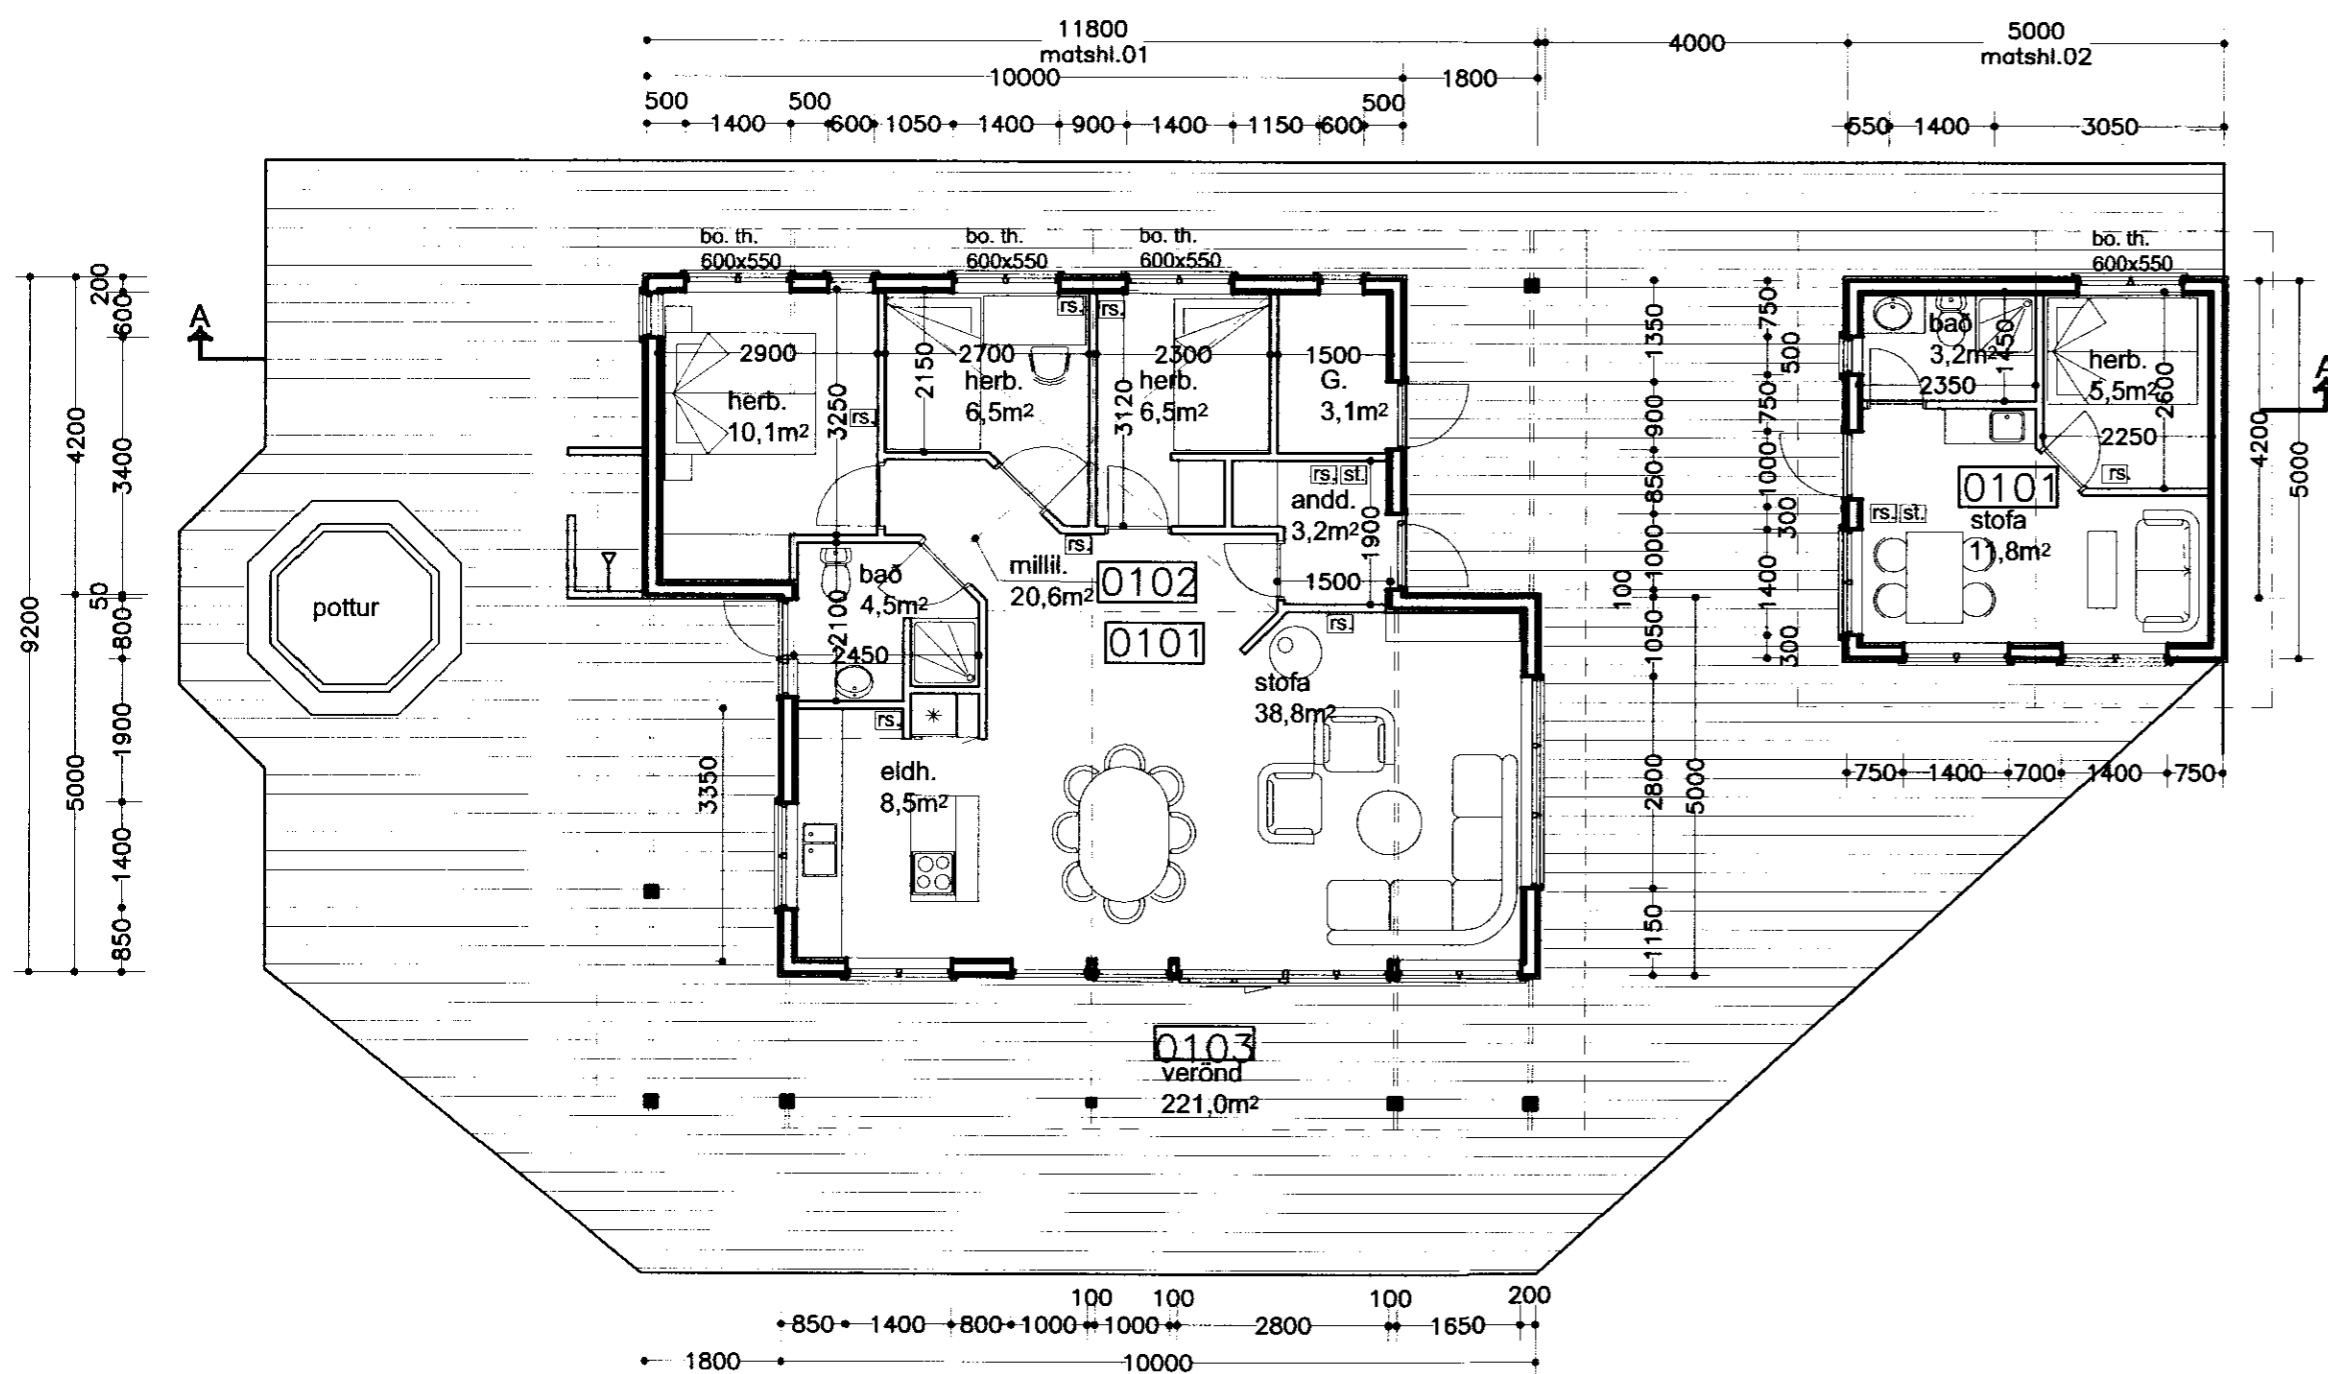 11800
matshl.01
4000
5000
matshl.02
10000
1800
500
500
500
1400
600
1050
1400
900
1400
1150
600
550
1400
3050
bo. th.
600x550
bo. th.
600x550
bo. th.
600x550
bo. th.
600x550
A
A
9200
4200
5000
200
600
3400
50
800
1900
1400
850
2900
herb.
10,1m²
3250
rs.
2150
2700
herb.
6,5m²
rs.
rs.
3120
2300
herb.
6,5m²
1500
G.
3,1m²
rs. st.
andd.
3,2m²
1900
1500
rs.
millil.
20,6m²
0102
0101
bað
4,5m²
2100
2450
rs.
pottur
rs.
stofa
38,8m²
eldh.
8,5m²
3350
0103
verönd
221,0m²
1350
900
850
1000
100
1050
2800
1150
5000
750
500
750
1000
300
1400
300
bað
3,2m²
1450
2350
herb.
5,5m²
2600
2250
rs.
0101
rs. st.
stofa
11,8m²
4200
5000
750
1400
700
1400
750
100
100
100
200
850
1400
800
1000
1000
2800
1650
1800
10000